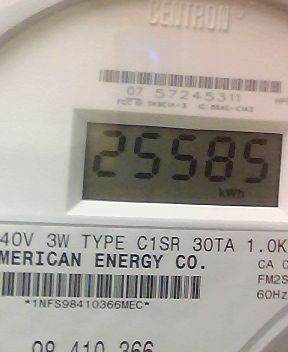 CENTRON®
07 57245311
25585
kWh
40V 3W TYPE C1SR 30TA 1.0K
MERICAN ENERGY CO.
CA 0
FM2S
60Hz
*1NFS98410366MEC*
98 410 366